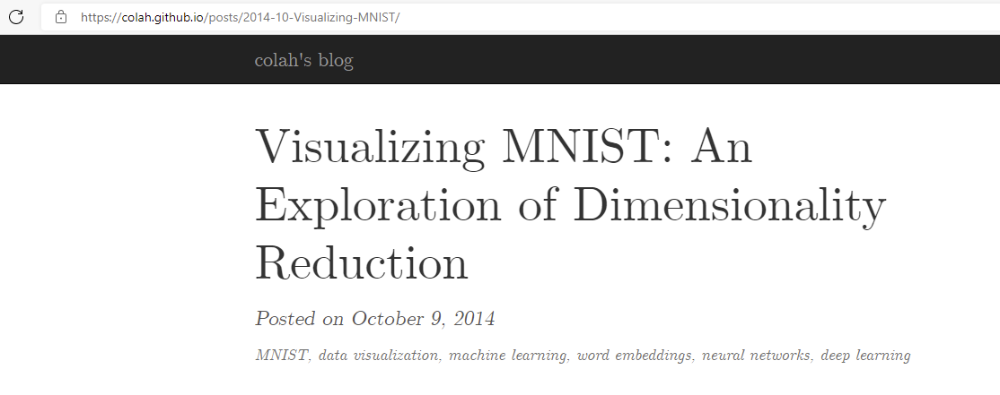 https://colah.github.io/posts/2014-10-Visualizing-MNIST/
colah's blog
Visualizing MNIST: An
Exploration of Dimensionality
Reduction
Posted on October 9, 2014
MNIST, data visualization, machine learning, word embeddings, neural networks, deep learning